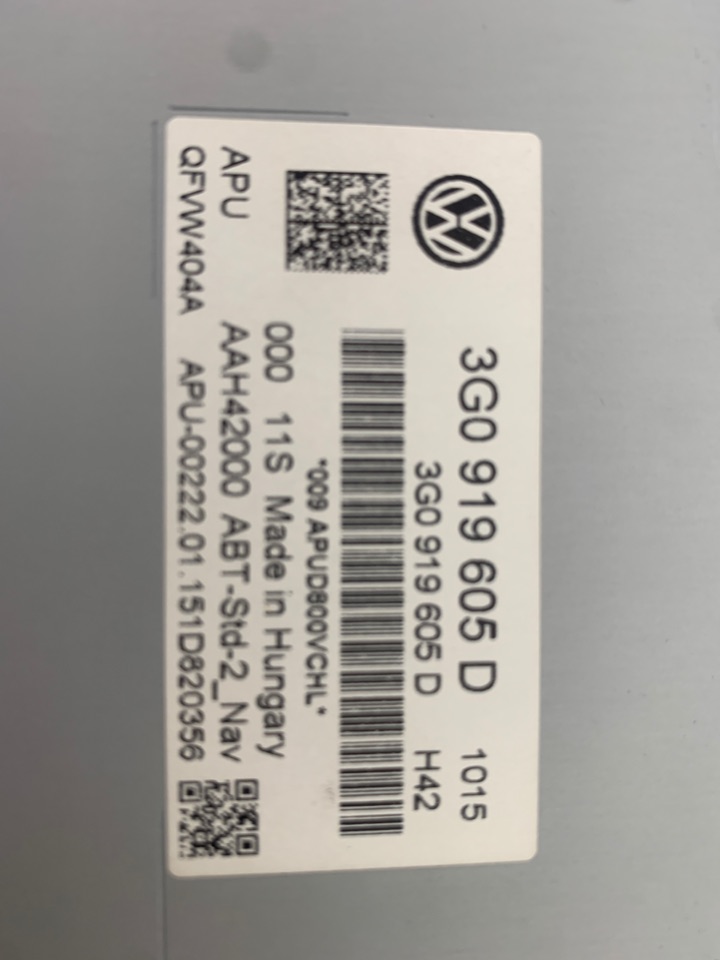 3G0 919 605 D 1015
3G0 919 605 D H42
*009 APUD800VCHL*
000 11S Made in Hungary
APU AAH42000 ABT-Std-2_Nav
QFVW404A APU-00222.01.151D820356